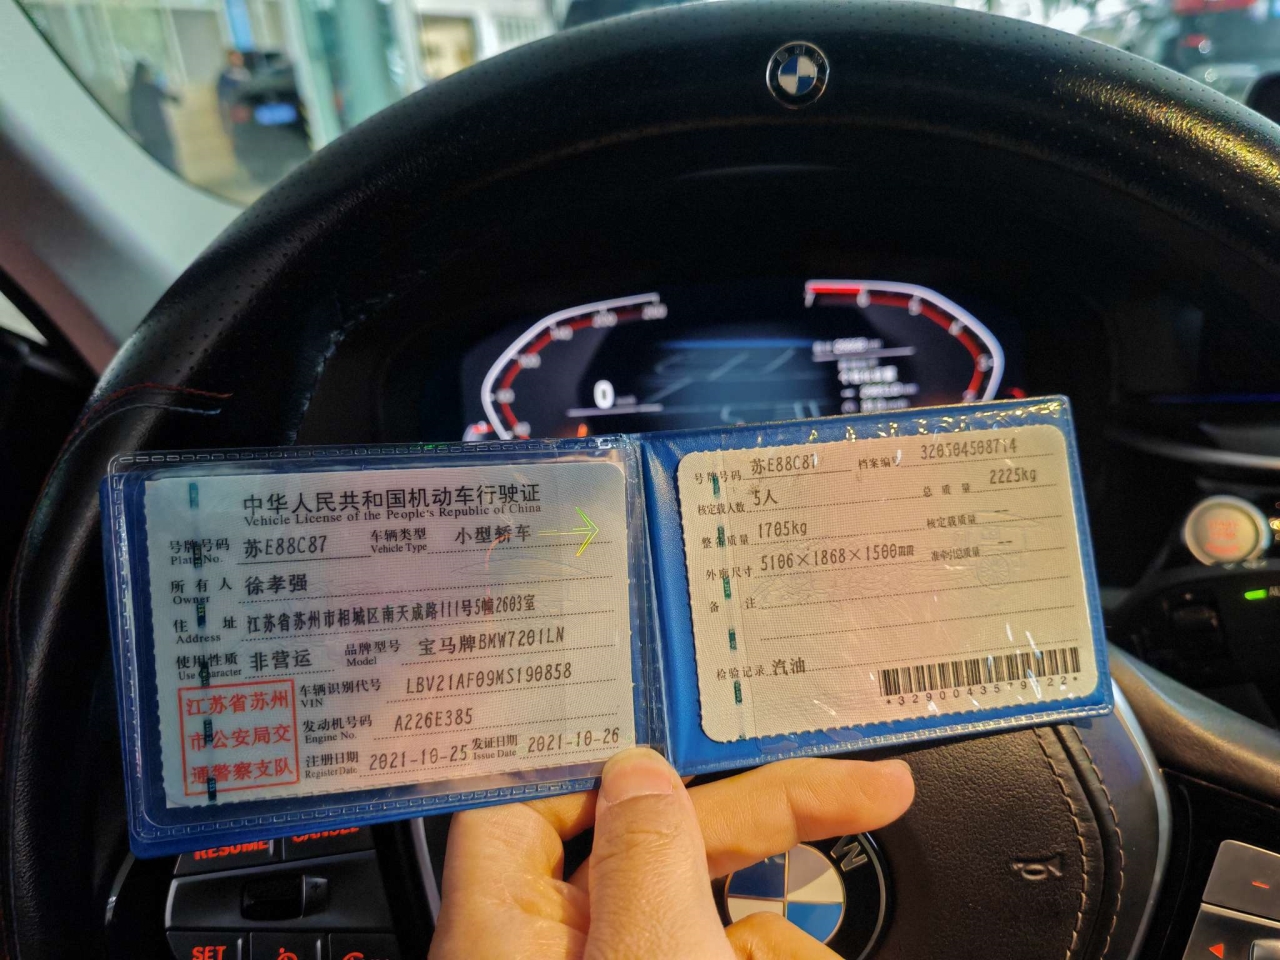 中华人民共和国机动车行驶证
Vehicle License of the People's Republic of China
号牌号码 苏E88C87 车辆类型 小型轿车
Plate No. Vehicle Type
所有人 徐孝强
Owner
住址 江苏省苏州市相城区南天成路111号5幢2603室
Address
使用性质 非营运 品牌型号 宝马牌BMW7201LN
Use Character Model
江苏省苏州
市公安局交
通警察支队
车辆识别代号 LBV21AF09MS190858
VIN
发动机号码 A226E385
Engine No.
注册日期 2021-10-25 发证日期 2021-10-26
Register Date Issue Date
号牌号码 苏E88C87 档案编号 320504508714
核定载人数 5人 总质量 2225kg
整备质量 1705kg 核定载质量 --
外廓尺寸 5106×1868×1500mm 准牵引总质量 --
备注
检验记录 汽油
0
RESUME CANCEL
SET